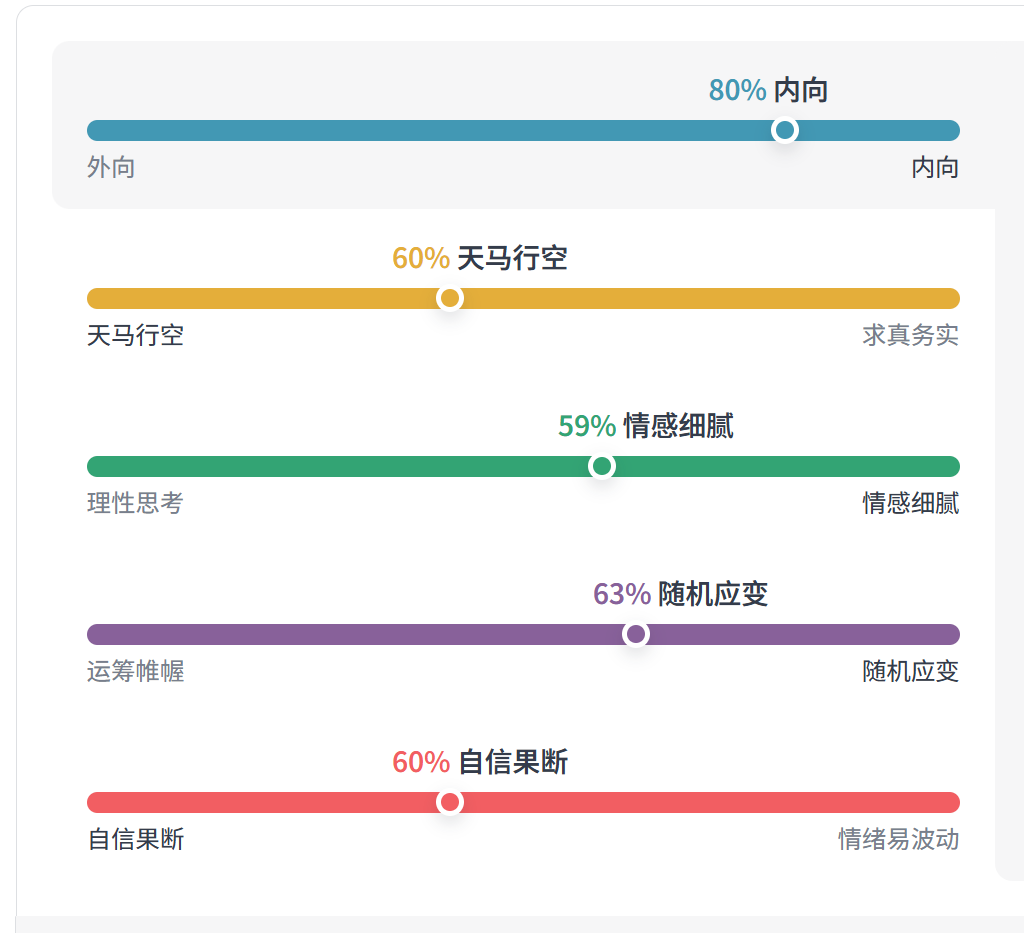 80% 内向
外向 内向
60% 天马行空
天马行空 求真务实
59% 情感细腻
理性思考 情感细腻
63% 随机应变
运筹帷幄 随机应变
60% 自信果断
自信果断 情绪易波动